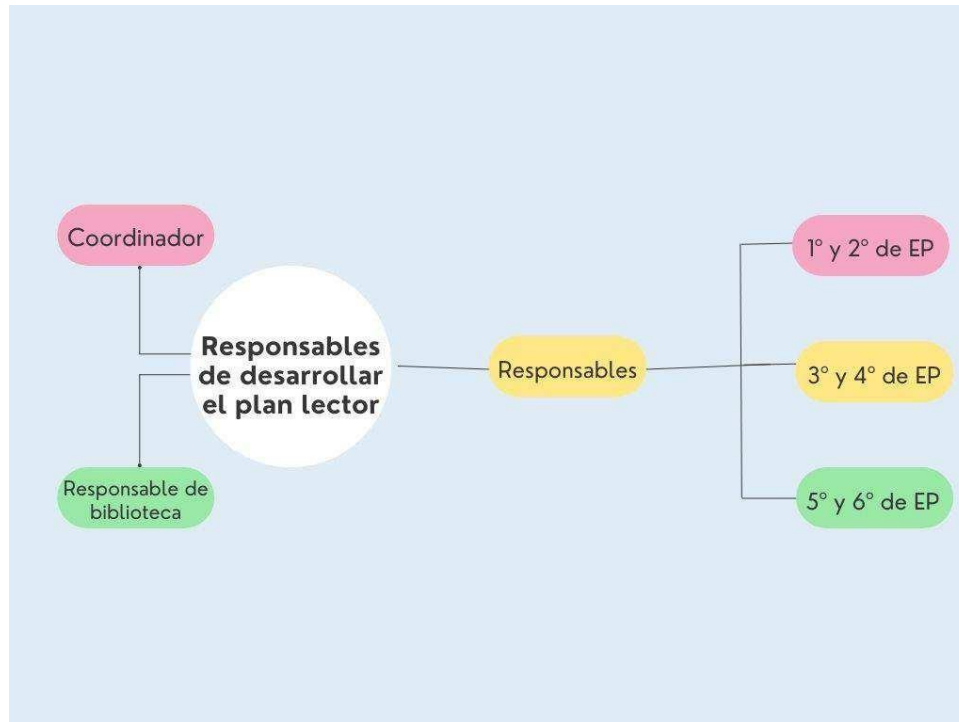 Coordinador
Responsable de
biblioteca
Responsables
de desarrollar
el plan lector
Responsables
1° y 2° de EP
3° y 4° de EP
5° y 6° de EP